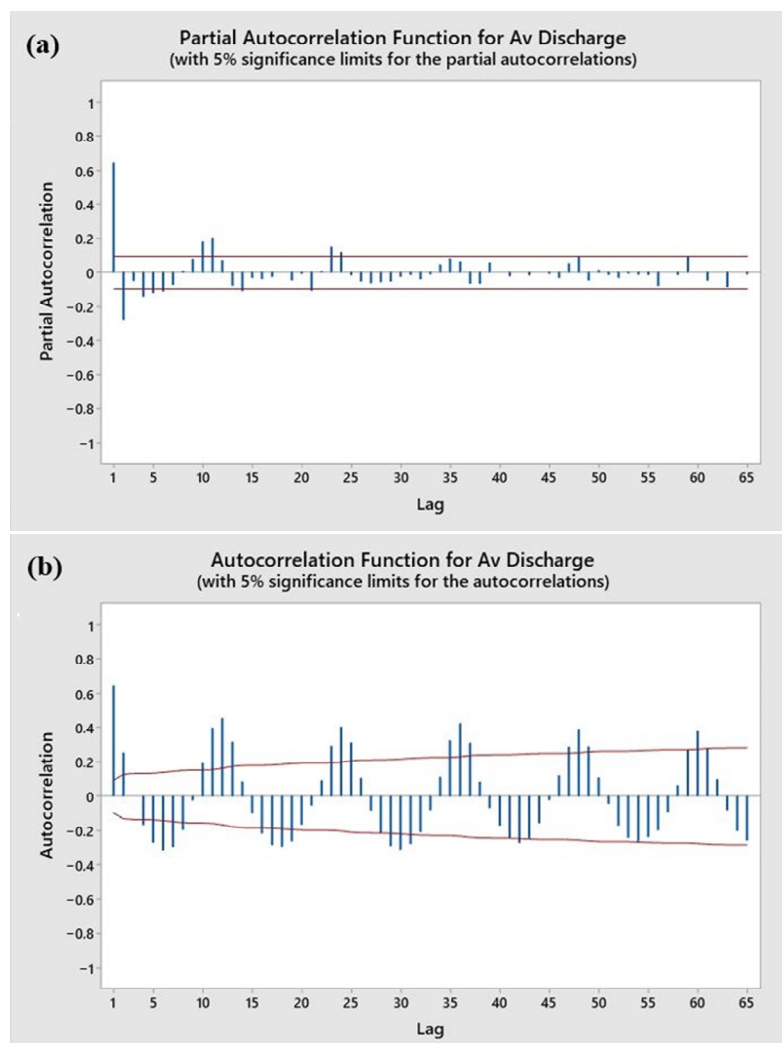 (a)
Partial Autocorrelation Function for Av Discharge
(with 5% significance limits for the partial autocorrelations)
Partial Autocorrelation
1
0.8
0.6
0.4
0.2
0
−0.2
−0.4
−0.6
−0.8
−1
1 5 10 15 20 25 30 35 40 45 50 55 60 65
Lag
(b)
Autocorrelation Function for Av Discharge
(with 5% significance limits for the autocorrelations)
Autocorrelation
1
0.8
0.6
0.4
0.2
0
−0.2
−0.4
−0.6
−0.8
−1
1 5 10 15 20 25 30 35 40 45 50 55 60 65
Lag